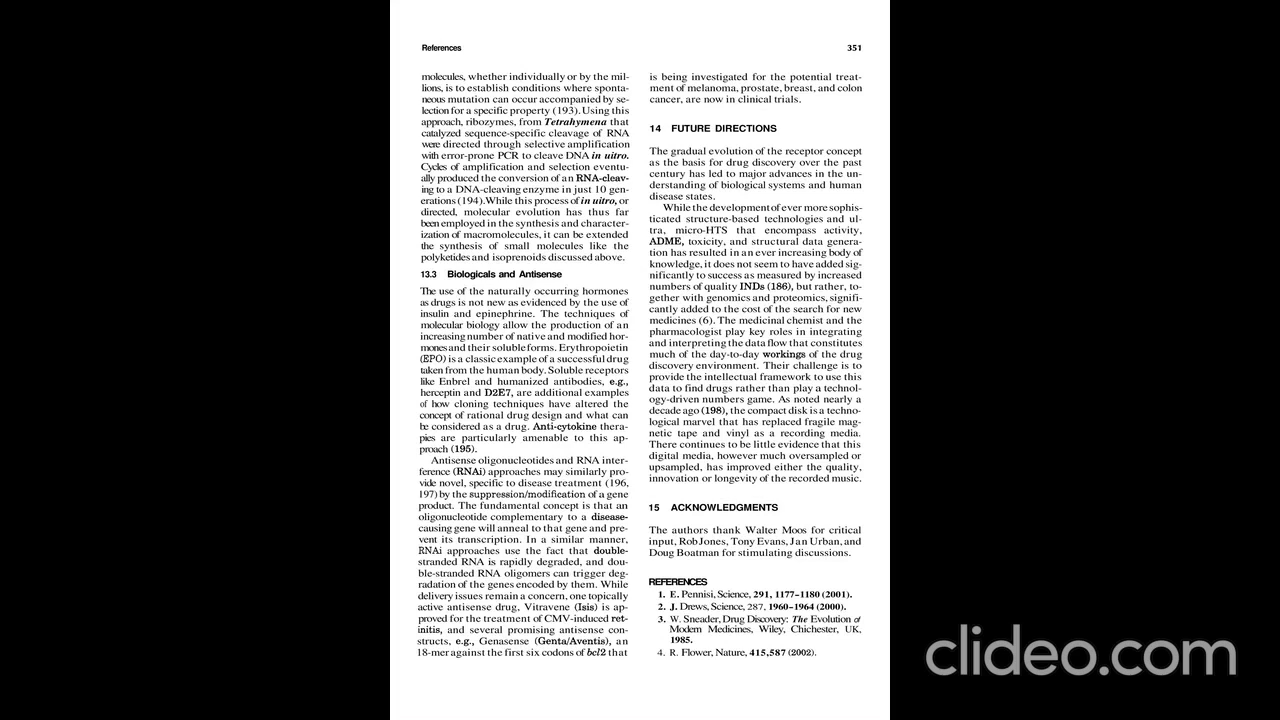 References
351
molecules, whether individually or by the mil-
lions, is to establish conditions where sponta-
neous mutation can occur accompanied by se-
lection for a specific property (193). Using this
approach, ribozymes, from Tetrahymena that
catalyzed sequence-specific cleavage of RNA
were directed through selective amplification
with error-prone PCR to cleave DNA in uitro.
Cycles of amplification and selection eventu-
ally produced the conversion of an RNA-cleav-
ing to a DNA-cleaving enzyme in just 10 gen-
erations (194).While this process of in uitro, or
directed, molecular evolution has thus far
been employed in the synthesis and character-
ization of macromolecules, it can be extended
the synthesis of small molecules like the
polyketides and isoprenoids discussed above.
13.3 Biologicals and Antisense
The use of the naturally occurring hormones
as drugs is not new as evidenced by the use of
insulin and epinephrine. The techniques of
molecular biology allow the production of an
increasing number of native and modified hor-
mones and their soluble forms. Erythropoietin
(EPO) is a classic example of a successful drug
taken from the human body. Soluble receptors
like Enbrel and humanized antibodies, e.g.,
herceptin and D2E7, are additional examples
of how cloning techniques have altered the
concept of rational drug design and what can
be considered as a drug. Anti-cytokine thera-
pies are particularly amenable to this ap-
proach (195).
Antisense oligonucleotides and RNA inter-
ference (RNAi) approaches may similarly pro-
vide novel, specific to disease treatment (196,
197) by the suppression/modification of a gene
product. The fundamental concept is that an
oligonucleotide complementary to a disease-
causing gene will anneal to that gene and pre-
vent its transcription. In a similar manner,
RNAi approaches use the fact that double-
stranded RNA is rapidly degraded, and dou-
ble-stranded RNA oligomers can trigger deg-
radation of the genes encoded by them. While
delivery issues remain a concern, one topically
active antisense drug, Vitravene (Isis) is ap-
proved for the treatment of CMV-induced ret-
initis, and several promising antisense con-
structs, e.g., Genasense (Genta/Aventis), an
18-mer against the first six codons of bcl2 that
is being investigated for the potential treat-
ment of melanoma, prostate, breast, and colon
cancer, are now in clinical trials.
14 FUTURE DIRECTIONS
The gradual evolution of the receptor concept
as the basis for drug discovery over the past
century has led to major advances in the un-
derstanding of biological systems and human
disease states.
While the development of ever more sophis-
ticated structure-based technologies and ul-
tra, micro-HTS that encompass activity,
ADME, toxicity, and structural data genera-
tion has resulted in an ever increasing body of
knowledge, it does not seem to have added sig-
nificantly to success as measured by increased
numbers of quality INDs (186), but rather, to-
gether with genomics and proteomics, signifi-
cantly added to the cost of the search for new
medicines (6). The medicinal chemist and the
pharmacologist play key roles in integrating
and interpreting the data flow that constitutes
much of the day-to-day workings of the drug
discovery environment. Their challenge is to
provide the intellectual framework to use this
data to find drugs rather than play a technol-
ogy-driven numbers game. As noted nearly a
decade ago (198), the compact disk is a techno-
logical marvel that has replaced fragile mag-
netic tape and vinyl as a recording media.
There continues to be little evidence that this
digital media, however much oversampled or
upsampled, has improved either the quality,
innovation or longevity of the recorded music.
15 ACKNOWLEDGMENTS
The authors thank Walter Moos for critical
input, Rob Jones, Tony Evans, Jan Urban, and
Doug Boatman for stimulating discussions.
REFERENCES
1. E. Pennisi, Science, 291, 1177-1180 (2001).
2. J. Drews, Science, 287, 1960-1964 (2000).
3. W. Sneader, Drug Discovery: The Evolution of
Modern Medicines, Wiley, Chichester, UK,
1985.
4. R. Flower, Nature, 415,587 (2002).
clideo.com